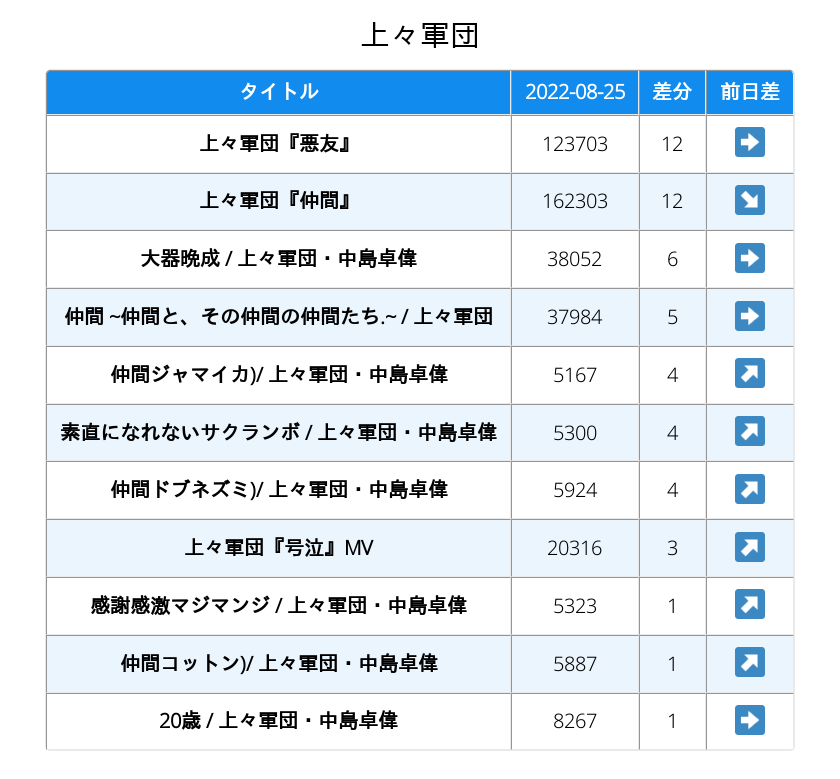 上々軍団
タイトル 2022-08-25 差分 前日差
上々軍団『悪友』 123703 12 ➡
上々軍団『仲間』 162303 12 ↘
大器晩成 / 上々軍団・中島卓偉 38052 6 ➡
仲間 ~仲間と、その仲間の仲間たち.~ / 上々軍団 37984 5 ➡
仲間ジャマイカ)/ 上々軍団・中島卓偉 5167 4 ↗
素直になれないサクランボ / 上々軍団・中島卓偉 5300 4 ↗
仲間ドブネズミ)/ 上々軍団・中島卓偉 5924 4 ↗
上々軍団『号泣』MV 20316 3 ↗
感謝感激マジマンジ / 上々軍団・中島卓偉 5323 1 ↗
仲間コットン)/ 上々軍団・中島卓偉 5887 1 ↗
20歳 / 上々軍団・中島卓偉 8267 1 ➡